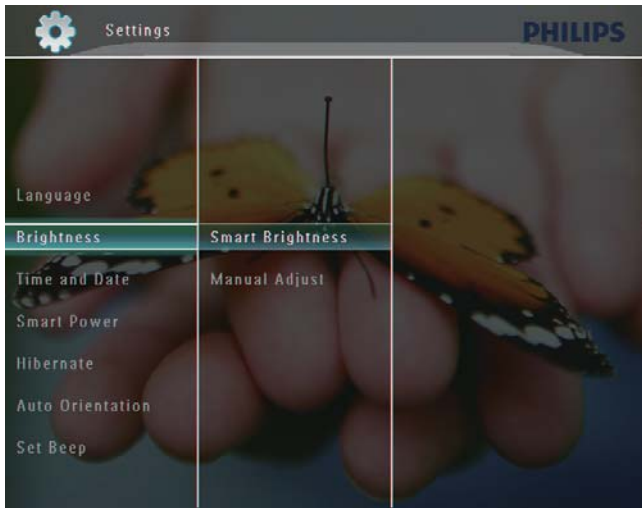 Settings
PHILIPS
Language
Brightness
Smart Brightness
Time and Date
Manual Adjust
Smart Power
Hibernate
Auto Orientation
Set Beep